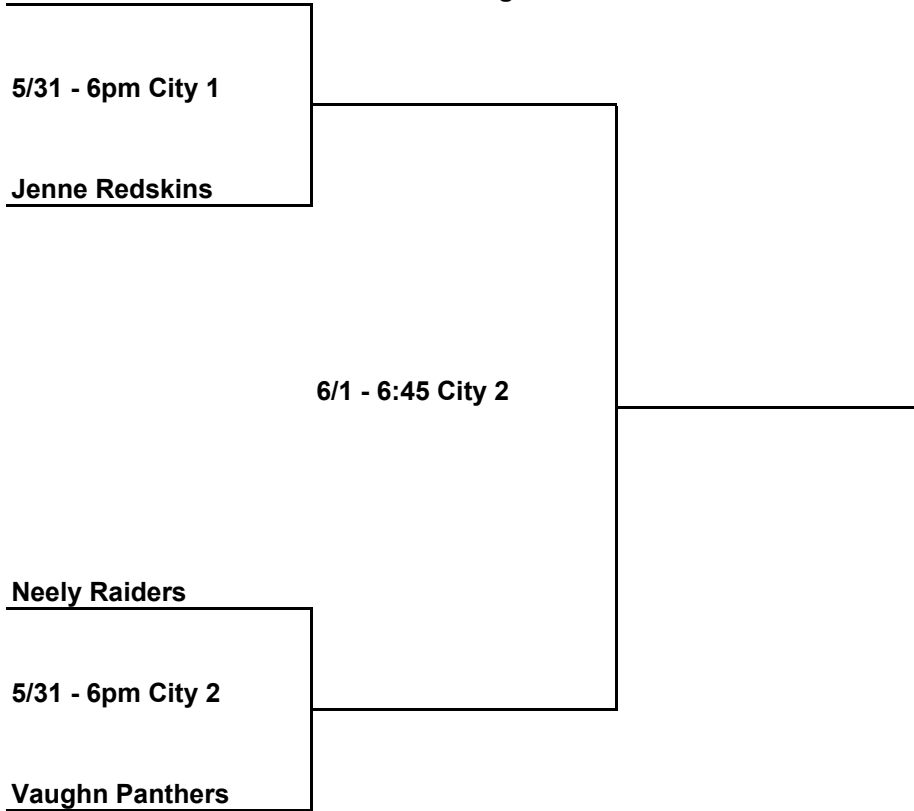 5/31 - 6pm City 1
Jenne Redskins
6/1 - 6:45 City 2
Neely Raiders
5/31 - 6pm City 2
Vaughn Panthers